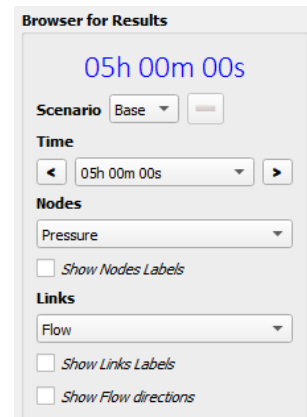 Browser for Results
05h 00m 00s
Scenario Base
Time
< 05h 00m 00s >
Nodes
Pressure
Show Nodes Labels
Links
Flow
Show Links Labels
Show Flow directions